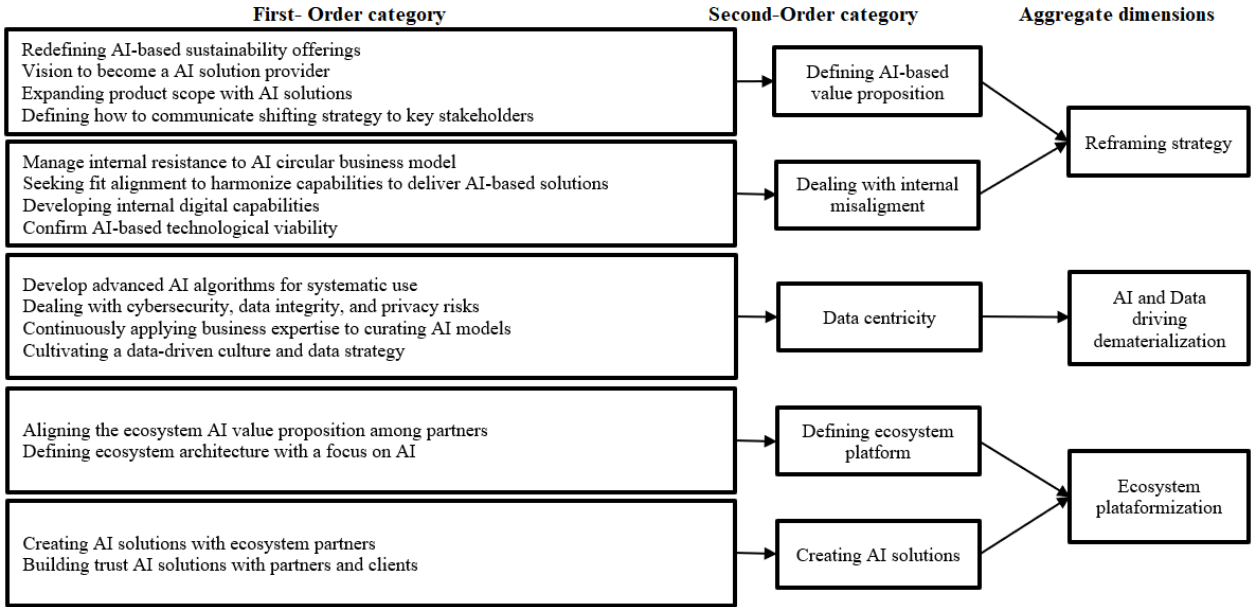 First- Order category
Second-Order category
Aggregate dimensions
Redefining AI-based sustainability offerings
Vision to become a AI solution provider
Expanding product scope with AI solutions
Defining how to communicate shifting strategy to key stakeholders
Defining AI-based
value proposition
Manage internal resistance to AI circular business model
Seeking fit alignment to harmonize capabilities to deliver AI-based solutions
Developing internal digital capabilities
Confirm AI-based technological viability
Dealing with internal
misaligment
Reframing strategy
Develop advanced AI algorithms for systematic use
Dealing with cybersecurity, data integrity, and privacy risks
Continuously applying business expertise to curating AI models
Cultivating a data-driven culture and data strategy
Data centricity
AI and Data
driving
dematerialization
Aligning the ecosystem AI value proposition among partners
Defining ecosystem architecture with a focus on AI
Defining ecosystem
platform
Creating AI solutions with ecosystem partners
Building trust AI solutions with partners and clients
Creating AI solutions
Ecosystem
plataformization